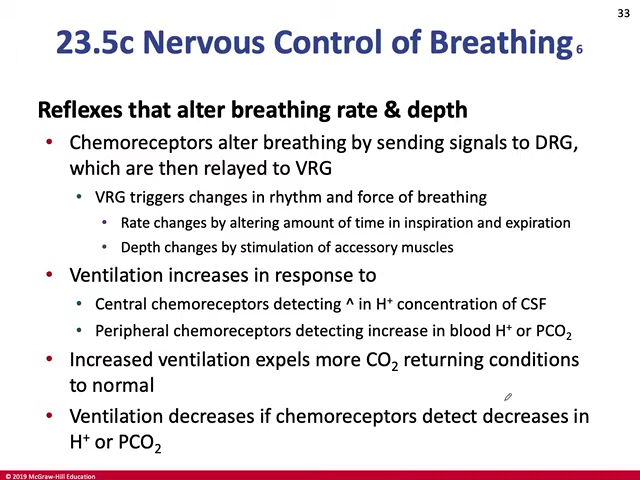 33
23.5c Nervous Control of Breathing 6
Reflexes that alter breathing rate & depth
• Chemoreceptors alter breathing by sending signals to DRG,
which are then relayed to VRG
• VRG triggers changes in rhythm and force of breathing
• Rate changes by altering amount of time in inspiration and expiration
• Depth changes by stimulation of accessory muscles
• Ventilation increases in response to
• Central chemoreceptors detecting ^ in H⁺ concentration of CSF
• Peripheral chemoreceptors detecting increase in blood H⁺ or PCO₂
• Increased ventilation expels more CO₂ returning conditions
to normal
• Ventilation decreases if chemoreceptors detect decreases in
H⁺ or PCO₂
© 2019 McGraw-Hill Education